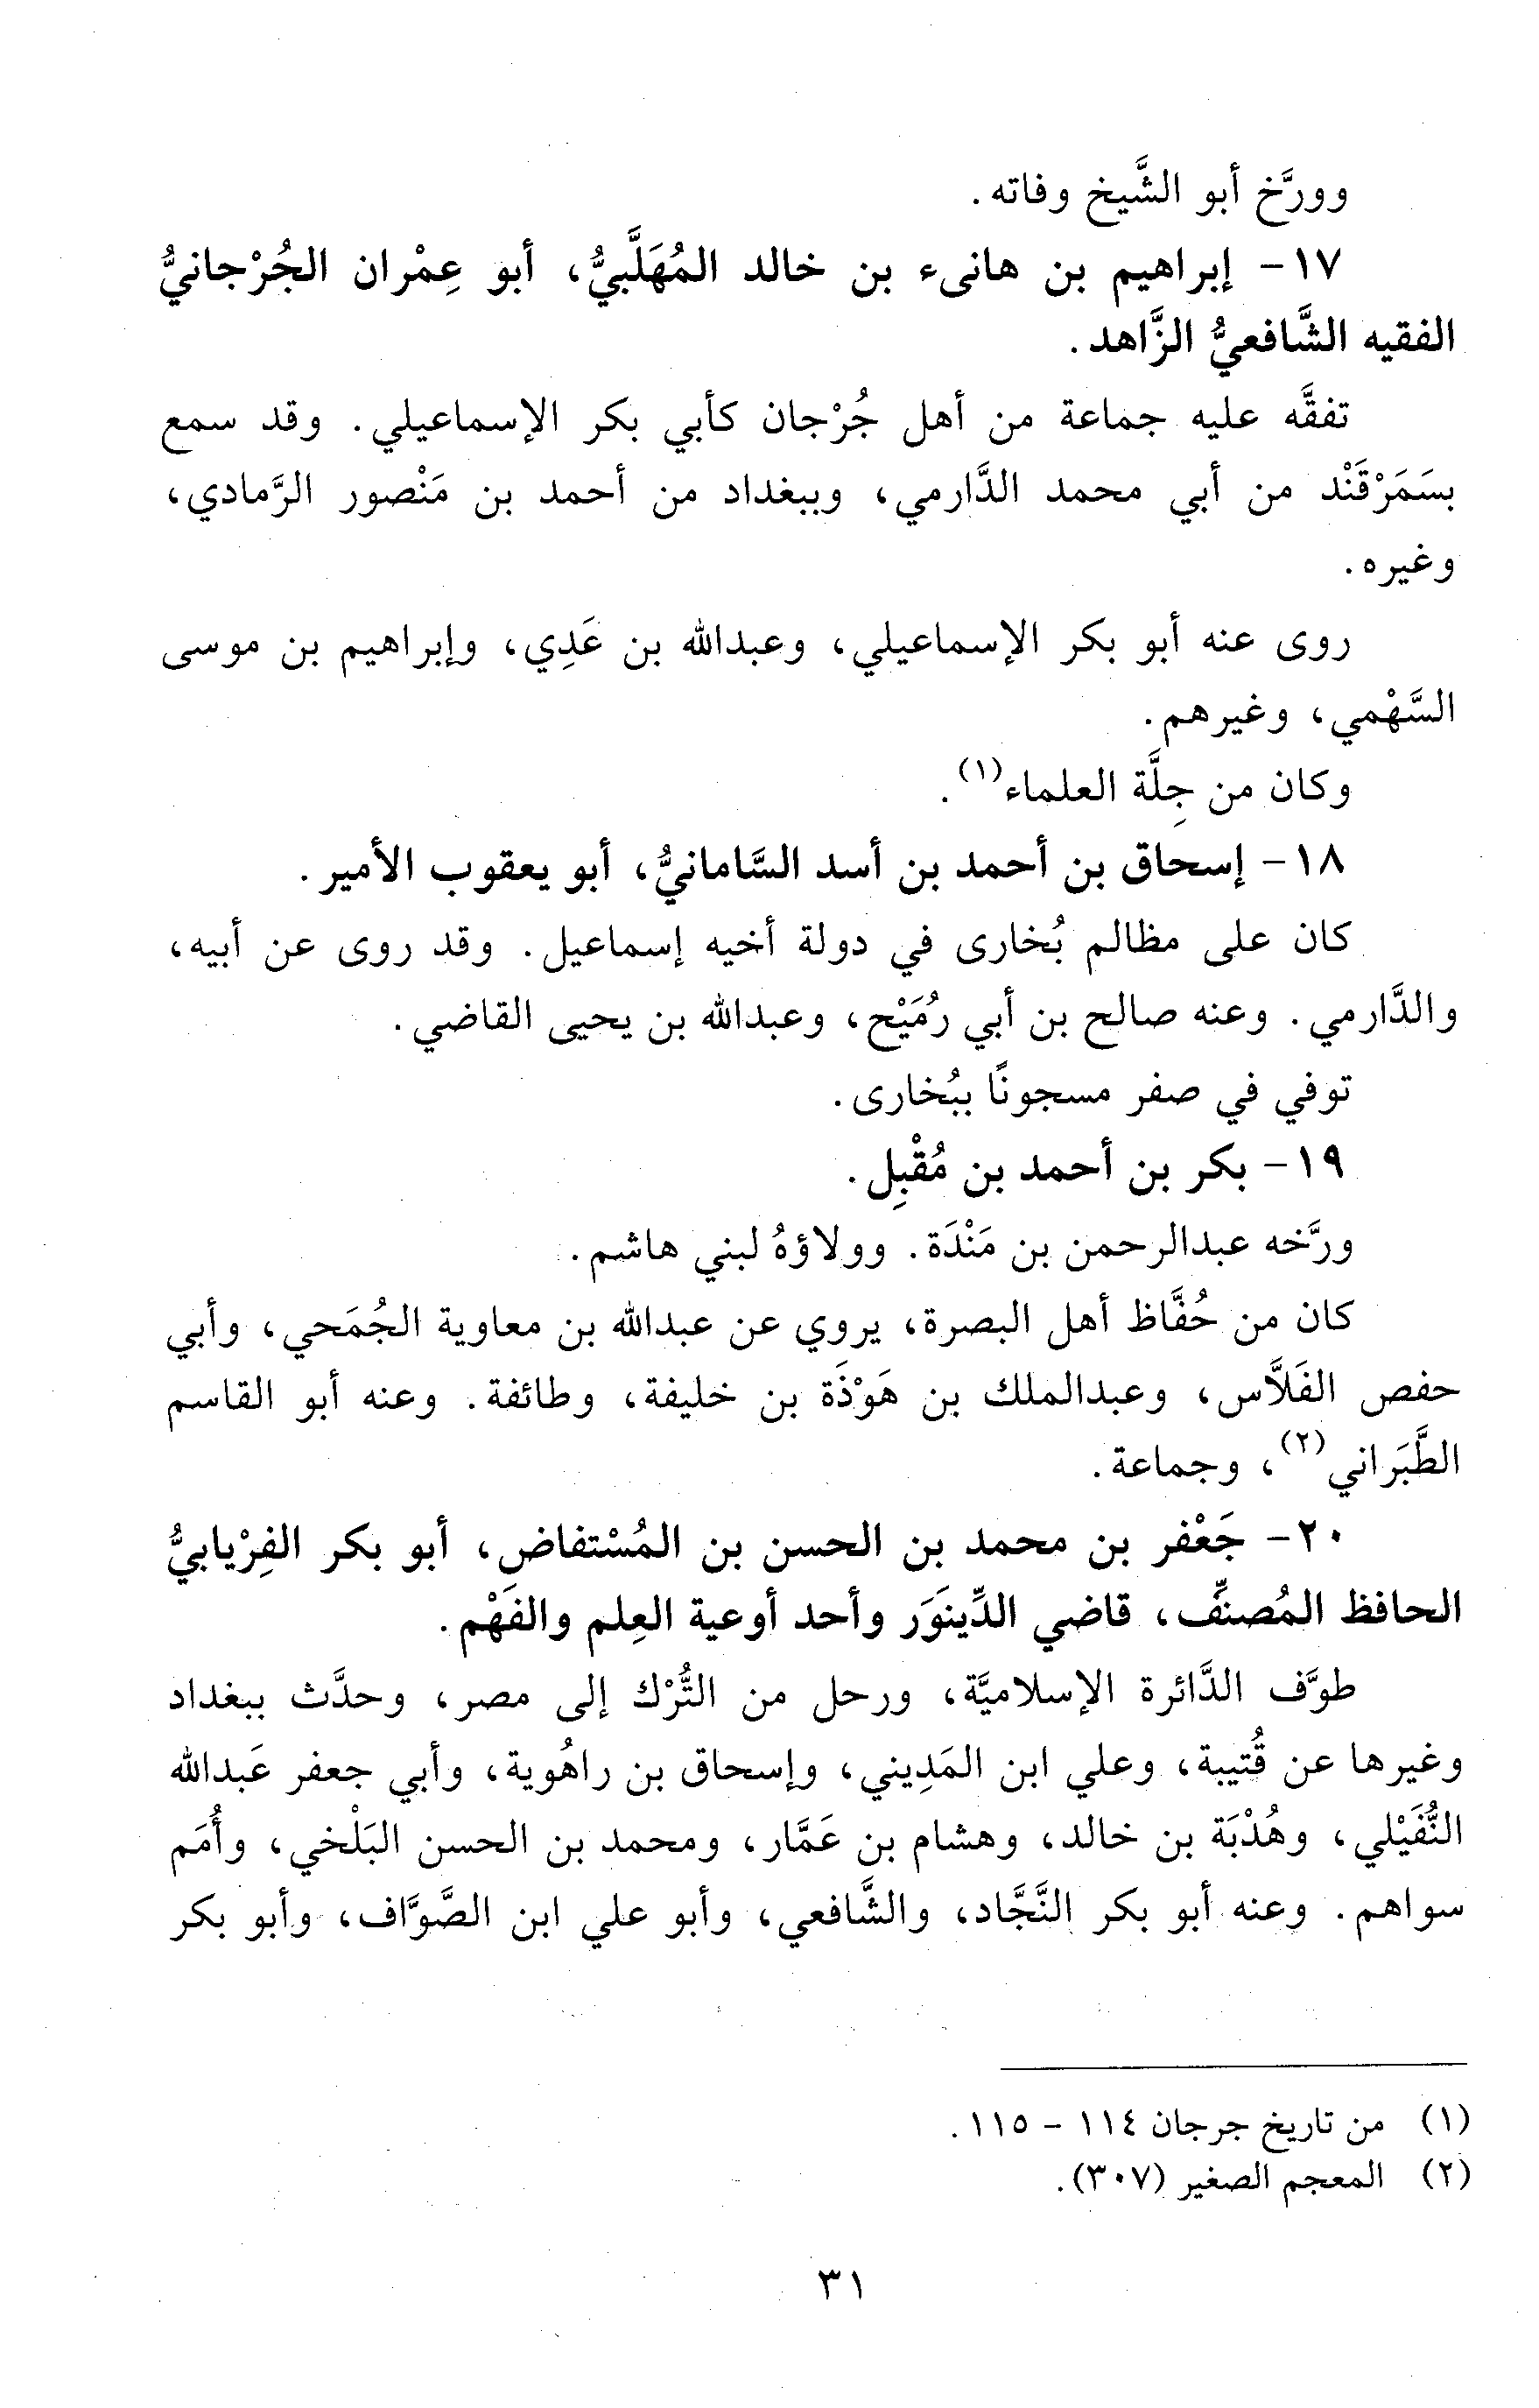 وورَّخ أبو الشَّيخ وفاته.
١٧- إبراهيم بن هانىء بن خالد المُهَلَّبيُّ، أبو عِمْران الجُرْجانيُّ
الفقيه الشَّافعيُّ الزَّاهد.
تفقَّه عليه جماعة من أهل جُرْجان كأبي بكر الإسماعيلي. وقد سمع
بسَمَرْقَنْد من أبي محمد الدَّارمي، وببغداد من أحمد بن مَنْصور الرَّمادي،
وغيره.
روى عنه أبو بكر الإسماعيلي، وعبدالله بن عَدِي، وإبراهيم بن موسى
السَّهْمي، وغيرهم.
وكان من جِلَّة العلماء(١).
١٨- إسحاق بن أحمد بن أسد السَّامانيُّ، أبو يعقوب الأمير.
كان على مظالم بُخارى في دولة أخيه إسماعيل. وقد روى عن أبيه،
والدَّارمي. وعنه صالح بن أبي رُمَيْح، وعبدالله بن يحيى القاضي.
توفي في صفر مسجونًا ببُخارى.
١٩- بكر بن أحمد بن مُقْبِل.
ورَّخه عبدالرحمن بن مَنْدَة. وولاؤهُ لبني هاشم.
كان من حُفَّاظ أهل البصرة، يروي عن عبدالله بن معاوية الجُمَحي، وأبي
حفص الفَلَّاس، وعبدالملك بن هَوْذَة بن خليفة، وطائفة. وعنه أبو القاسم
الطَّبَراني(٢)، وجماعة.
٢٠- جَعْفر بن محمد بن الحسن بن المُسْتفاض، أبو بكر الفِرْيابيُّ
الحافظ المُصنِّف، قاضي الدِّينَوَر وأحد أوعية العِلم والفَهْم.
طوَّف الدَّائرة الإسلاميَّة، ورحل من التُّرْك إلى مصر، وحدَّث ببغداد
وغيرها عن قُتيبة، وعلي ابن المَدِيني، وإسحاق بن راهُوية، وأبي جعفر عَبدالله
النُّفَيْلي، وهُدْبَة بن خالد، وهشام بن عَمَّار، ومحمد بن الحسن البَلْخي، وأُمَم
سواهم. وعنه أبو بكر النَّجَّاد، والشَّافعي، وأبو علي ابن الصَّوَّاف، وأبو بكر
(١) من تاريخ جرجان ١١٤ - ١١٥.
(٢) المعجم الصغير (٣٠٧).
٣١